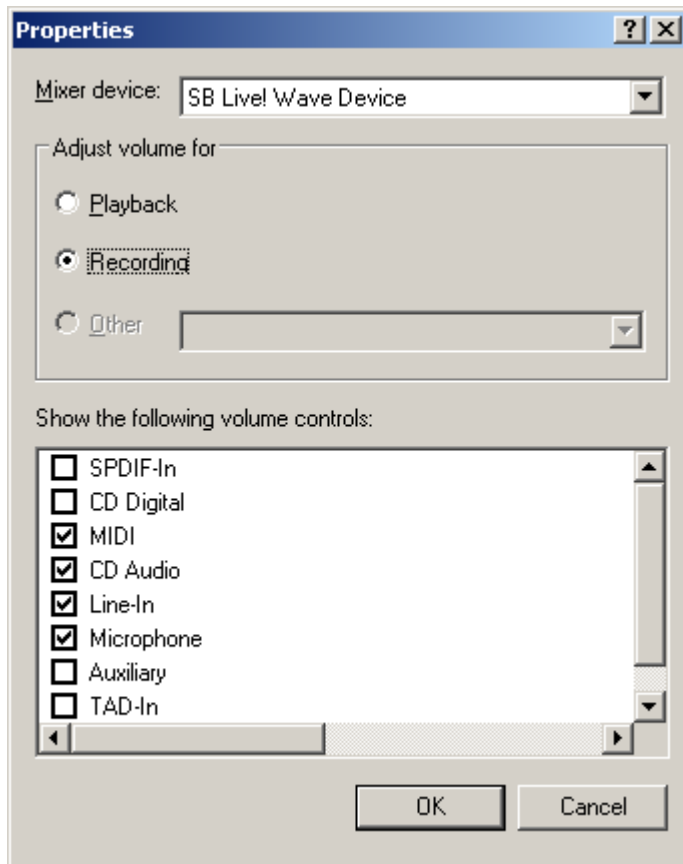 Properties
Mixer device: SB Live! Wave Device
Adjust volume for
Playback
Recording
Other
Show the following volume controls:
SPDIF-In
CD Digital
MIDI
CD Audio
Line-In
Microphone
Auxiliary
TAD-In
OK Cancel